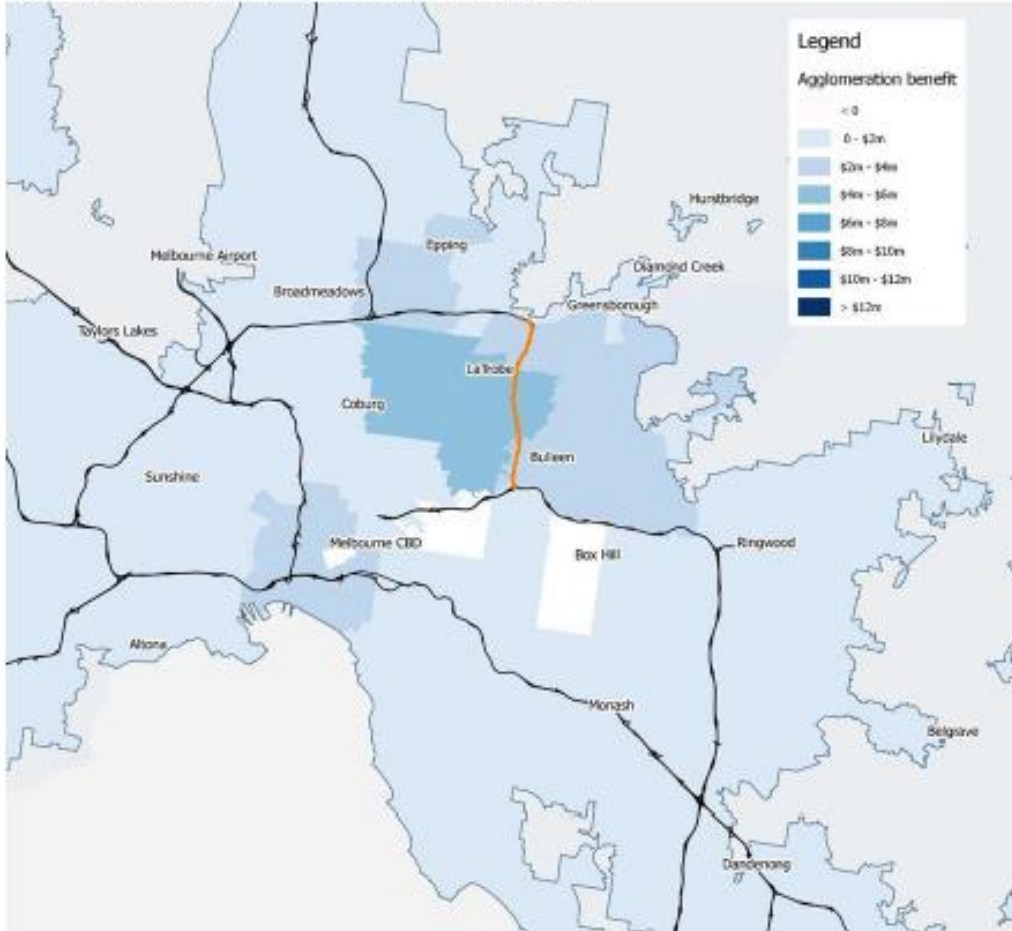 Legend
Agglomeration benefit
< 0
0 - $2m
$2m - $4m
$4m - $6m
$6m - $8m
$8m - $10m
$10m - $12m
> $12m
Hurstbridge
Epping
Melbourne Airport
Diamond Creek
Broadmeadows
Greensborough
Taylors Lakes
La Trobe
Coburg
Lilydale
Bulleen
Sunshine
Melbourne CBD
Box Hill
Ringwood
Altona
Monash
Belgrave
Dandenong